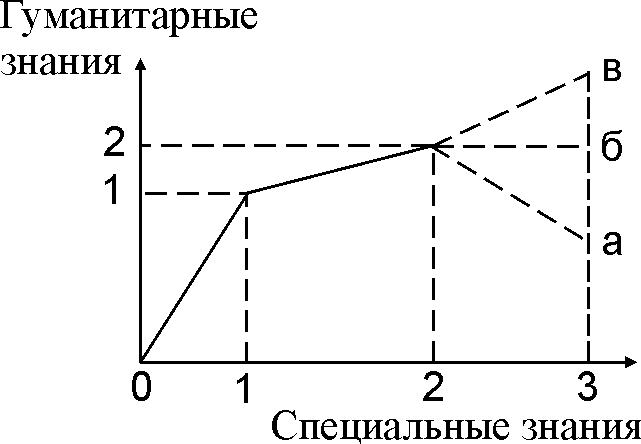 Гуманитарные
знания
в
2
б
1
а
0 1 2 3
Специальные знания